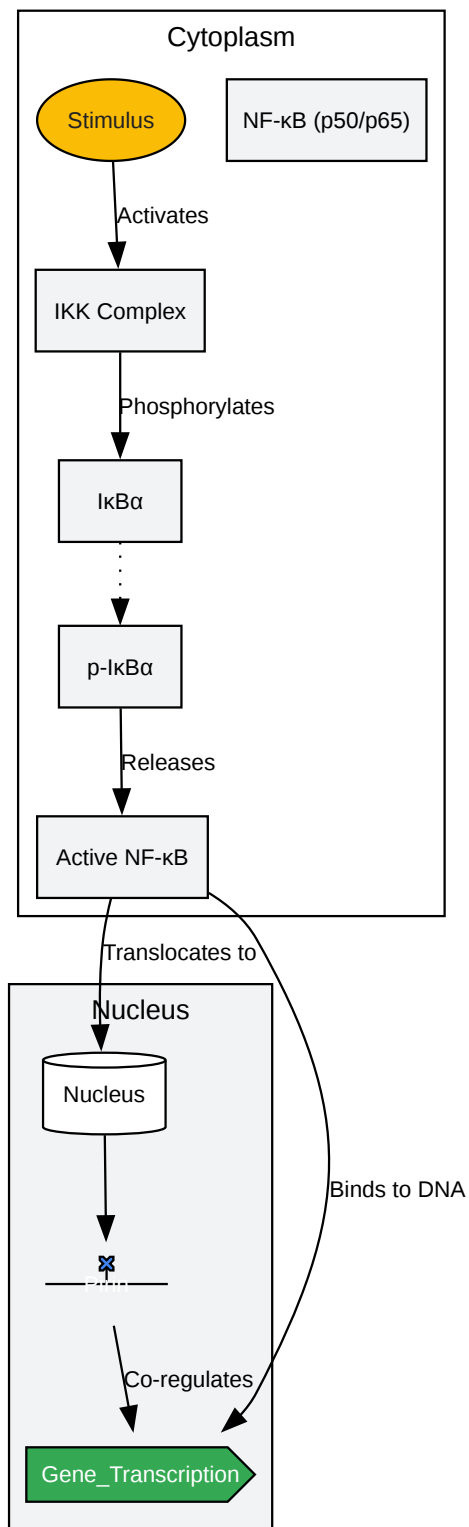 Cytoplasm
Stimulus
NF-κB (p50/p65)
Activates
IKK Complex
Phosphorylates
IκBα
p-IκBα
Releases
Active NF-κB
Translocates to
Nucleus
Nucleus
Binds to DNA
Pirin
Co-regulates
Gene_Transcription